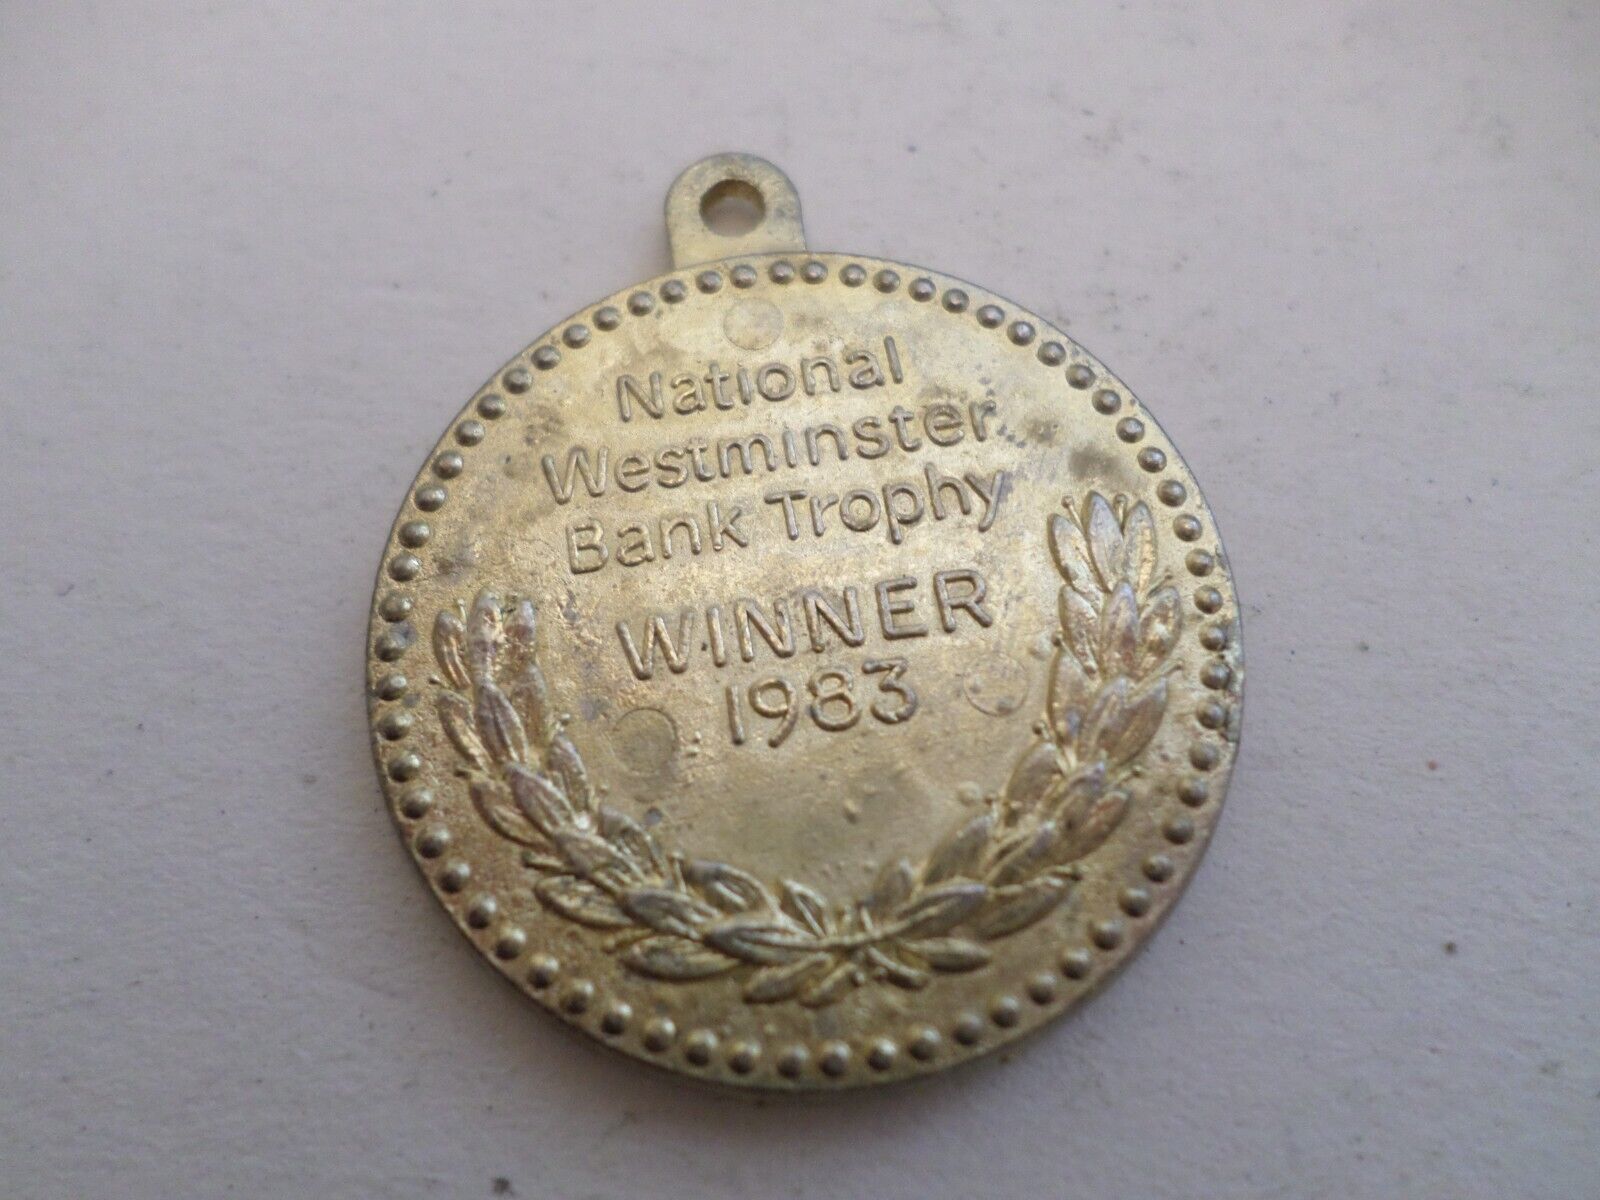 National
Westminster
Bank Trophy
WINNER
1983